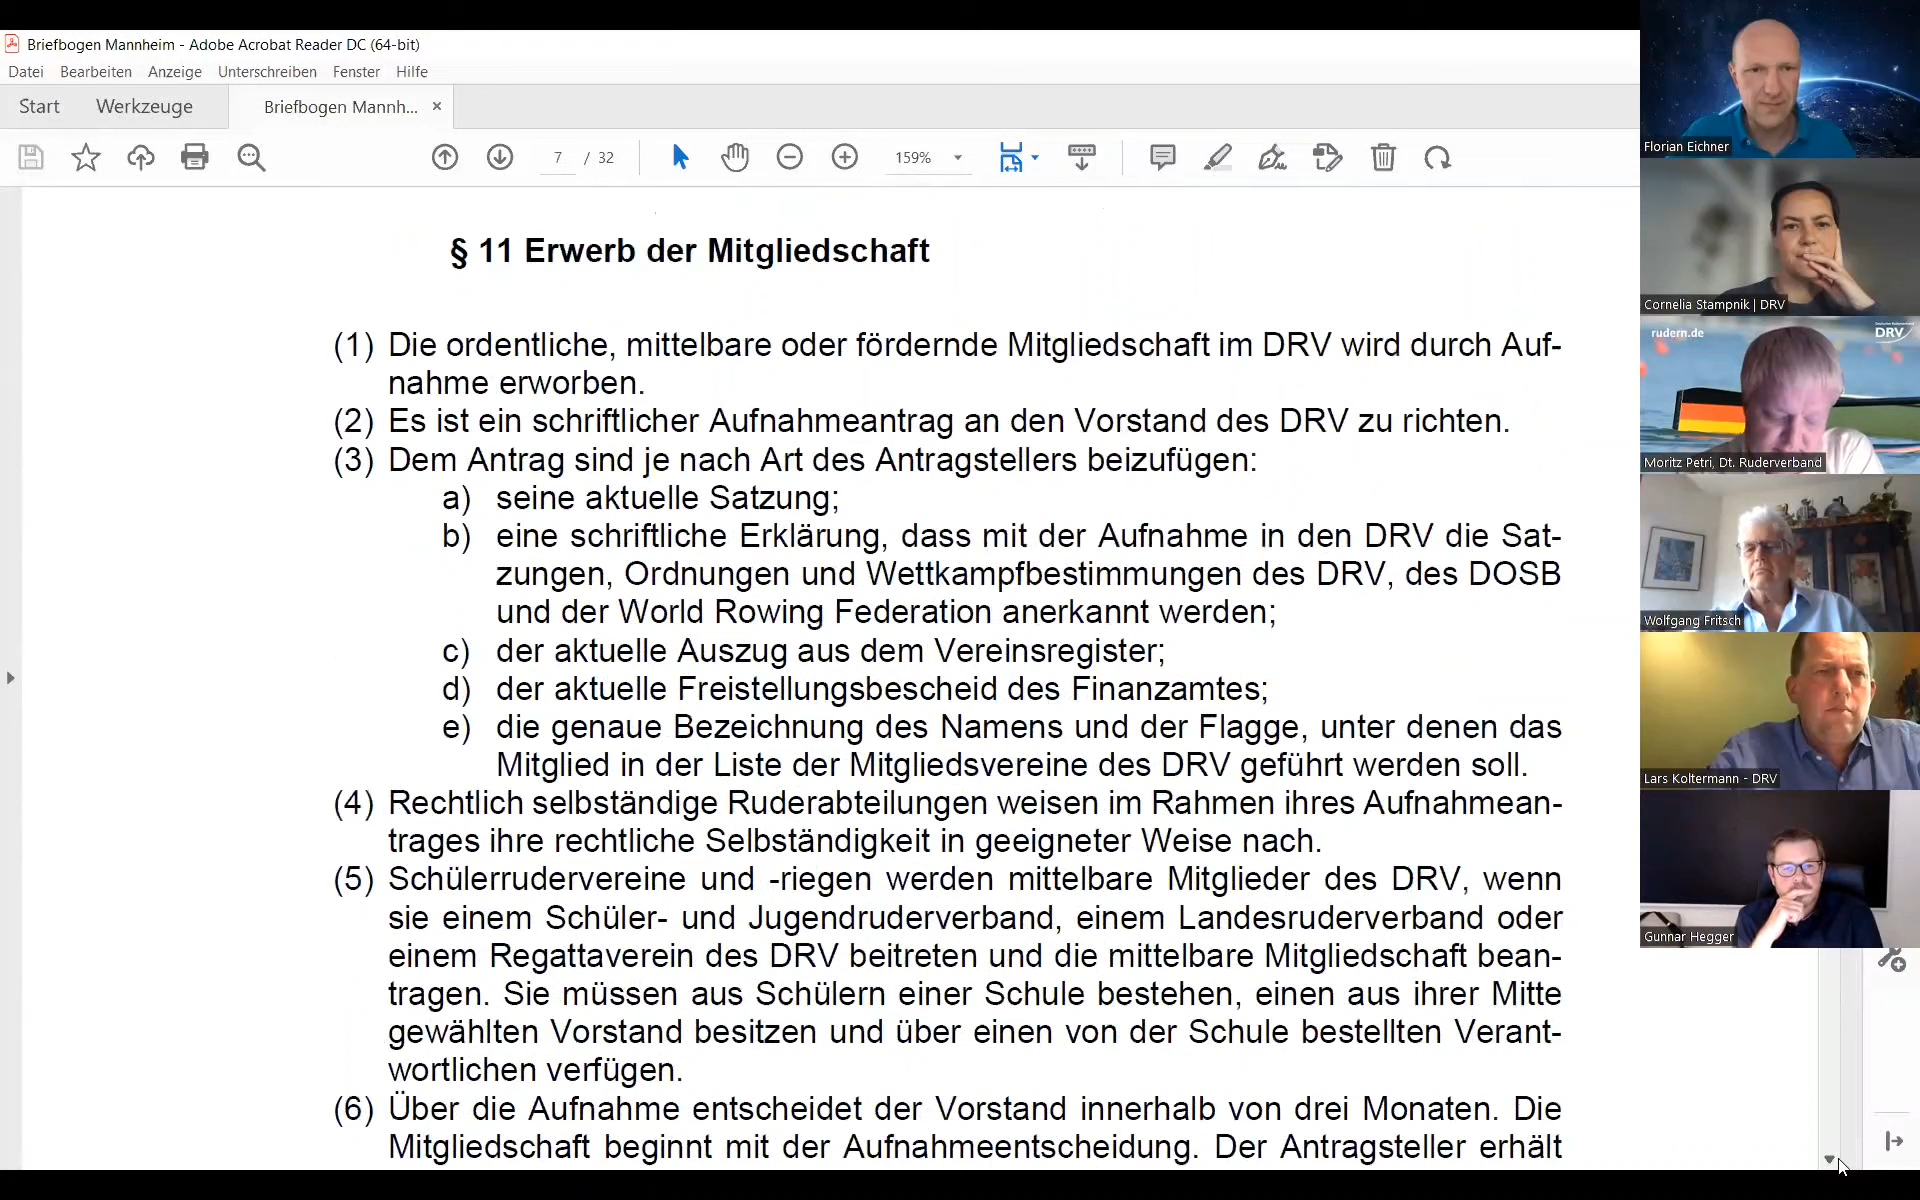 Briefbogen Mannheim - Adobe Acrobat Reader DC (64-bit)
Datei Bearbeiten Anzeige Unterschreiben Fenster Hilfe
Start Werkzeuge Briefbogen Mannh... ×
7 / 32 159%
§ 11 Erwerb der Mitgliedschaft
(1) Die ordentliche, mittelbare oder fördernde Mitgliedschaft im DRV wird durch Auf-
nahme erworben.
(2) Es ist ein schriftlicher Aufnahmeantrag an den Vorstand des DRV zu richten.
(3) Dem Antrag sind je nach Art des Antragstellers beizufügen:
a) seine aktuelle Satzung;
b) eine schriftliche Erklärung, dass mit der Aufnahme in den DRV die Sat-
zungen, Ordnungen und Wettkampfbestimmungen des DRV, des DOSB
und der World Rowing Federation anerkannt werden;
c) der aktuelle Auszug aus dem Vereinsregister;
d) der aktuelle Freistellungsbescheid des Finanzamtes;
e) die genaue Bezeichnung des Namens und der Flagge, unter denen das
Mitglied in der Liste der Mitgliedsvereine des DRV geführt werden soll.
(4) Rechtlich selbständige Ruderabteilungen weisen im Rahmen ihres Aufnahmean-
trages ihre rechtliche Selbständigkeit in geeigneter Weise nach.
(5) Schülerrudervereine und -riegen werden mittelbare Mitglieder des DRV, wenn
sie einem Schüler- und Jugendruderverband, einem Landesruderverband oder
einem Regattaverein des DRV beitreten und die mittelbare Mitgliedschaft bean-
tragen. Sie müssen aus Schülern einer Schule bestehen, einen aus ihrer Mitte
gewählten Vorstand besitzen und über einen von der Schule bestellten Verant-
wortlichen verfügen.
(6) Über die Aufnahme entscheidet der Vorstand innerhalb von drei Monaten. Die
Mitgliedschaft beginnt mit der Aufnahmeentscheidung. Der Antragsteller erhält
Florian Eichner
Cornelia Stampnik | DRV
rudern.de
DRV
Moritz Petri, Dt. Ruderverband
Wolfgang Fritsch
Lars Koltermann - DRV
Gunnar Hegger